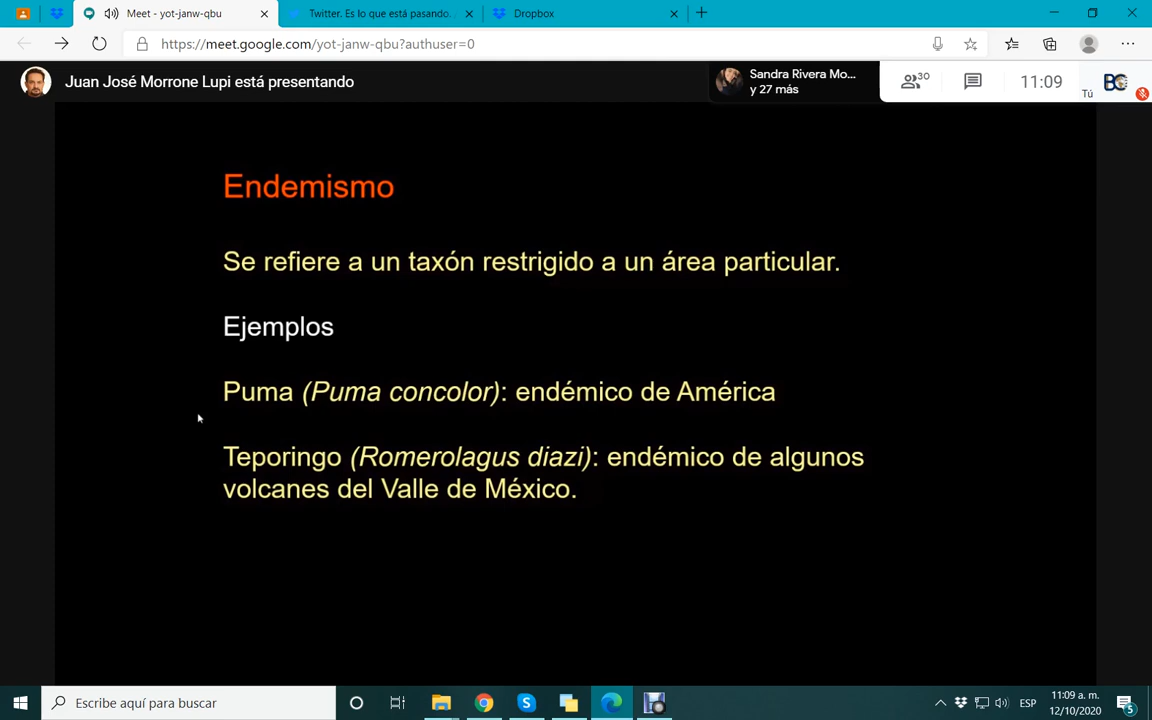 Meet - yot-janw-qbu
Twitter. Es lo que está pasando.
Dropbox
https://meet.google.com/yot-janw-qbu?authuser=0
Juan José Morrone Lupi está presentando
Sandra Rivera Mo...
y 27 más
30
11:09
Tú
BC
Endemismo
Se refiere a un taxón restrigido a un área particular.
Ejemplos
Puma (Puma concolor): endémico de América
Teporingo (Romerolagus diazi): endémico de algunos
volcanes del Valle de México.
Escribe aquí para buscar
ESP
11:09 a. m.
12/10/2020
5